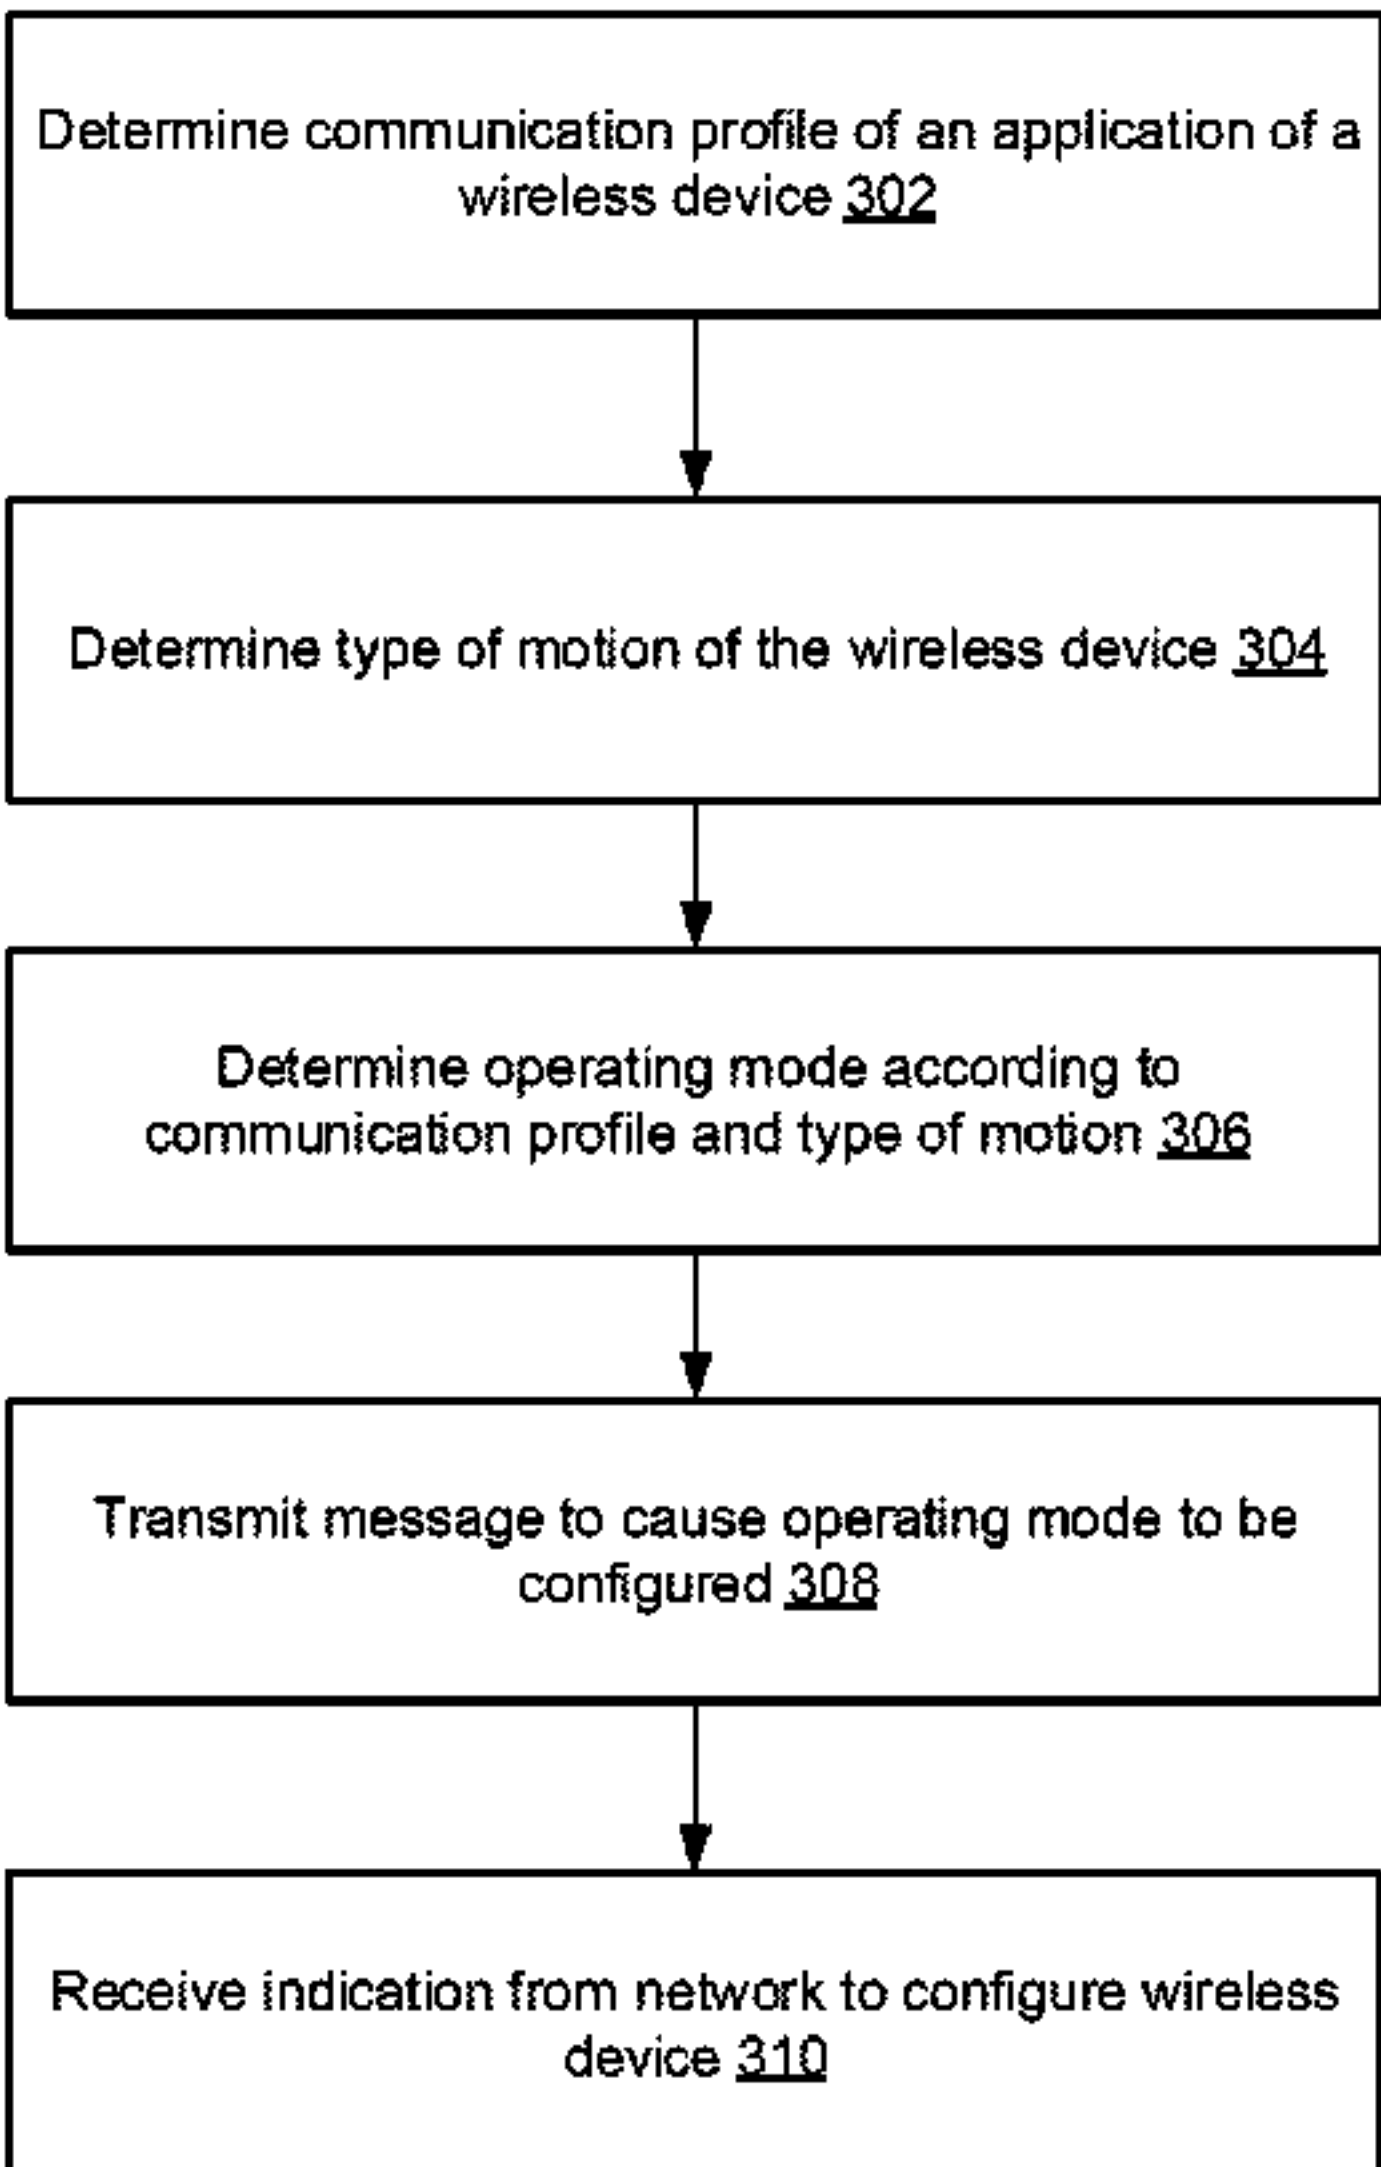 Determine communication profile of an application of a
wireless device 302
Determine type of motion of the wireless device 304
Determine operating mode according to
communication profile and type of motion 306
Transmit message to cause operating mode to be
configured 308
Receive indication from network to configure wireless
device 310